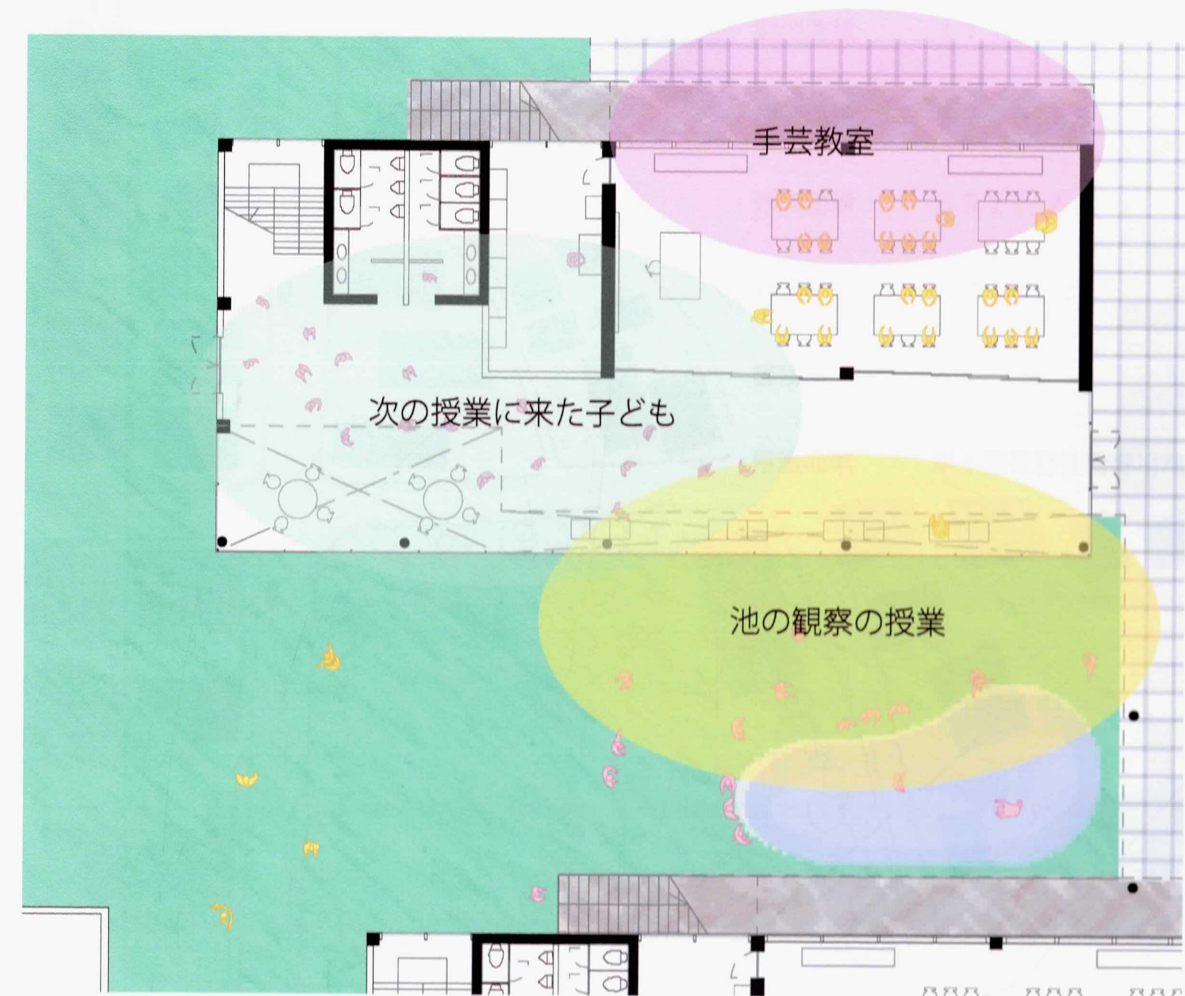 手芸教室
次の授業に来た子ども
池の観察の授業